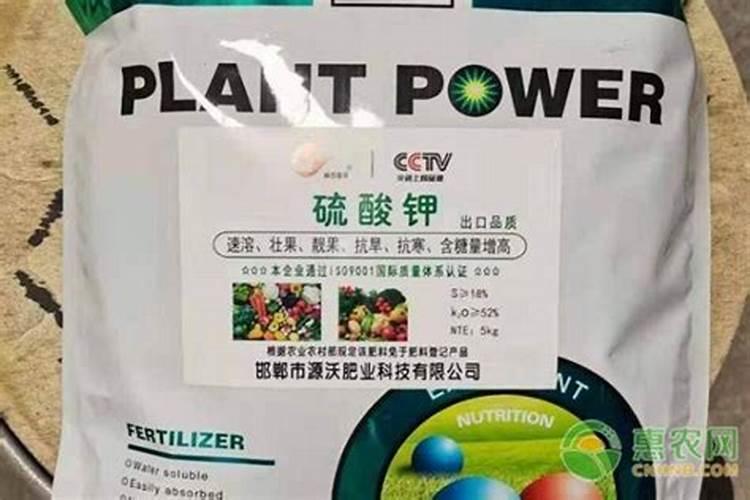 PLANT POWER
CCTV
硫酸钾 出口品质
速溶、壮果、靓果、抗旱、抗寒、含糖量增高
☆☆☆本企业通过ISO9001国际质量体系认证☆☆☆
S≥18%
k₂O≥52%
NTE: 5kg
根据农业农村部规定该肥料免于肥料登记产品
邯郸市源沃肥业科技有限公司
NUTRITION
FERTILIZER
Water soluble
Easily absorbed
惠农网
CNHNB.COM